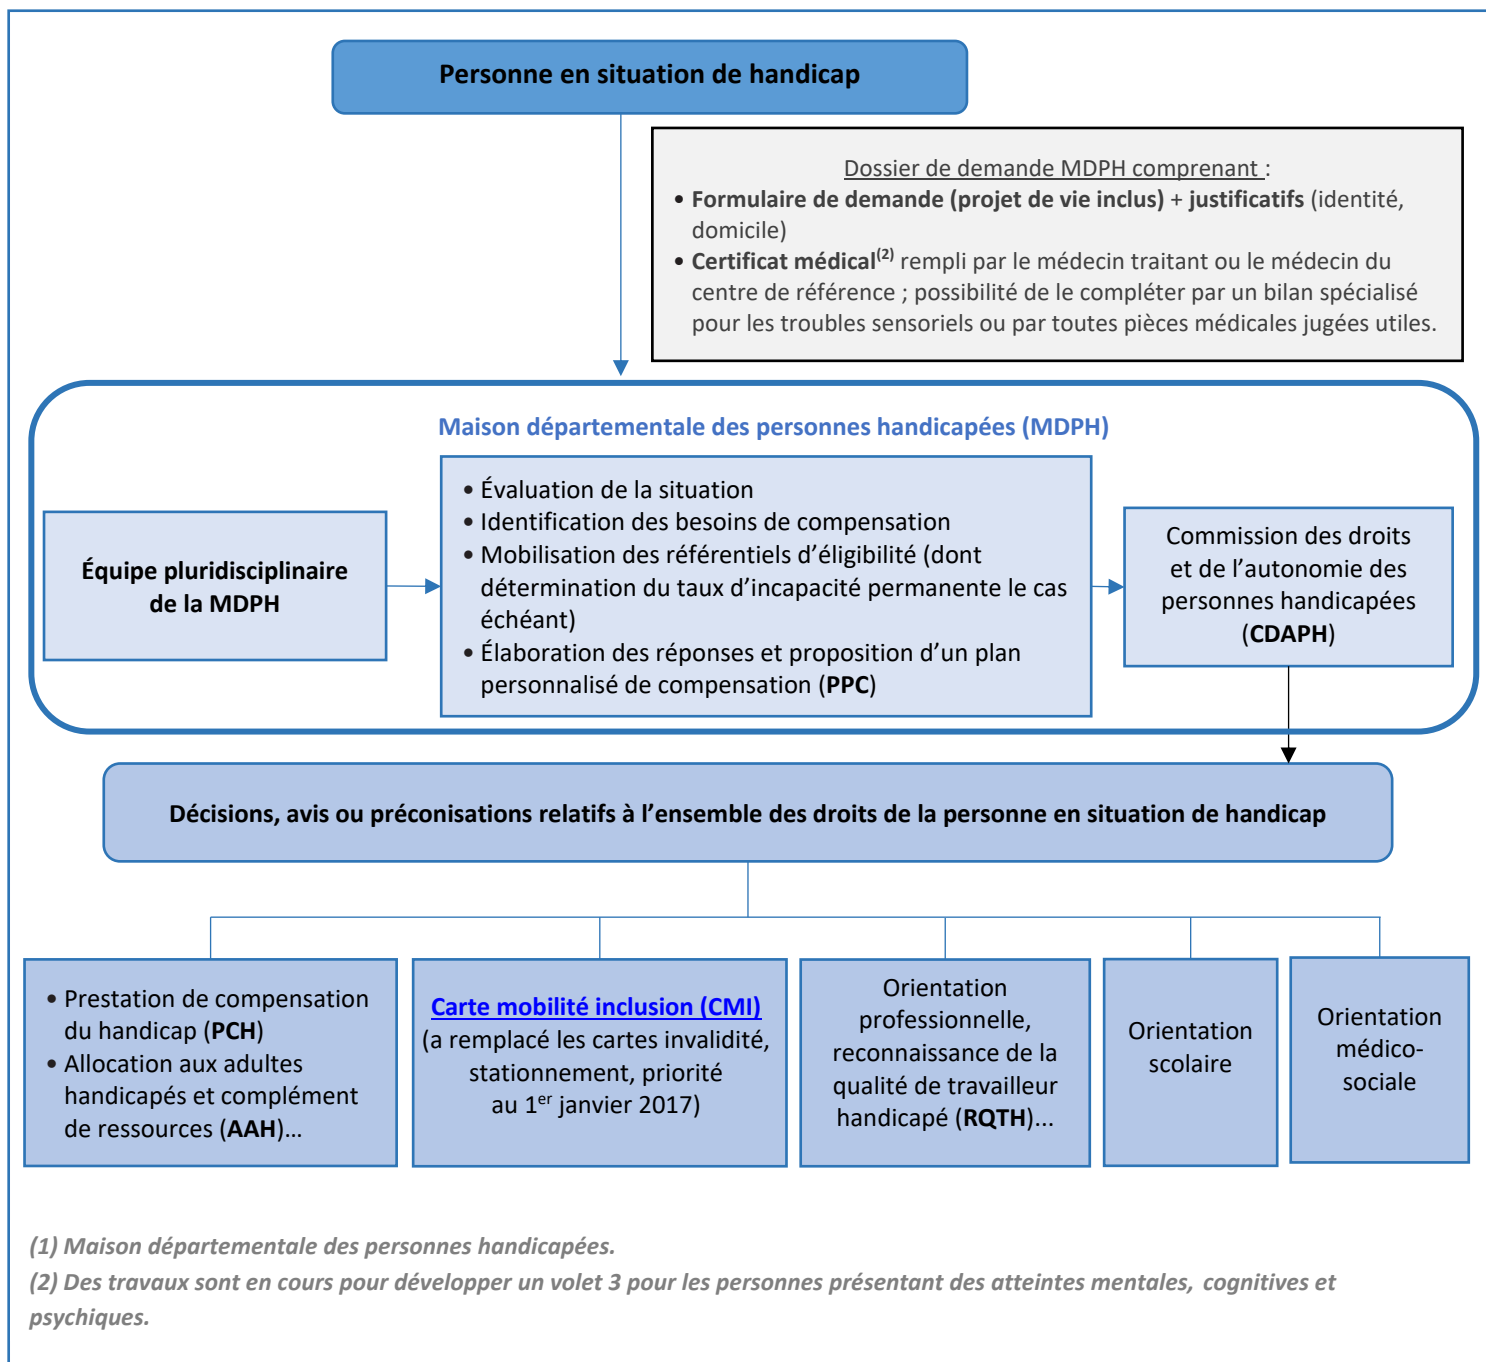 Personne en situation de handicap
Dossier de demande MDPH comprenant :
• Formulaire de demande (projet de vie inclus) + justificatifs (identité,
domicile)
• Certificat médical(2) rempli par le médecin traitant ou le médecin du
centre de référence ; possibilité de le compléter par un bilan spécialisé
pour les troubles sensoriels ou par toutes pièces médicales jugées utiles.
Maison départementale des personnes handicapées (MDPH)
Équipe pluridisciplinaire
de la MDPH
• Évaluation de la situation
• Identification des besoins de compensation
• Mobilisation des référentiels d’éligibilité (dont
détermination du taux d’incapacité permanente le cas
échéant)
• Élaboration des réponses et proposition d’un plan
personnalisé de compensation (PPC)
Commission des droits
et de l’autonomie des
personnes handicapées
(CDAPH)
Décisions, avis ou préconisations relatifs à l’ensemble des droits de la personne en situation de handicap
• Prestation de compensation
du handicap (PCH)
• Allocation aux adultes
handicapés et complément
de ressources (AAH)…
Carte mobilité inclusion (CMI)
(a remplacé les cartes invalidité,
stationnement, priorité
au 1er janvier 2017)
Orientation
professionnelle,
reconnaissance de la
qualité de travailleur
handicapé (RQTH)...
Orientation
scolaire
Orientation
médico-
sociale
(1) Maison départementale des personnes handicapées.
(2) Des travaux sont en cours pour développer un volet 3 pour les personnes présentant des atteintes mentales, cognitives et
psychiques.